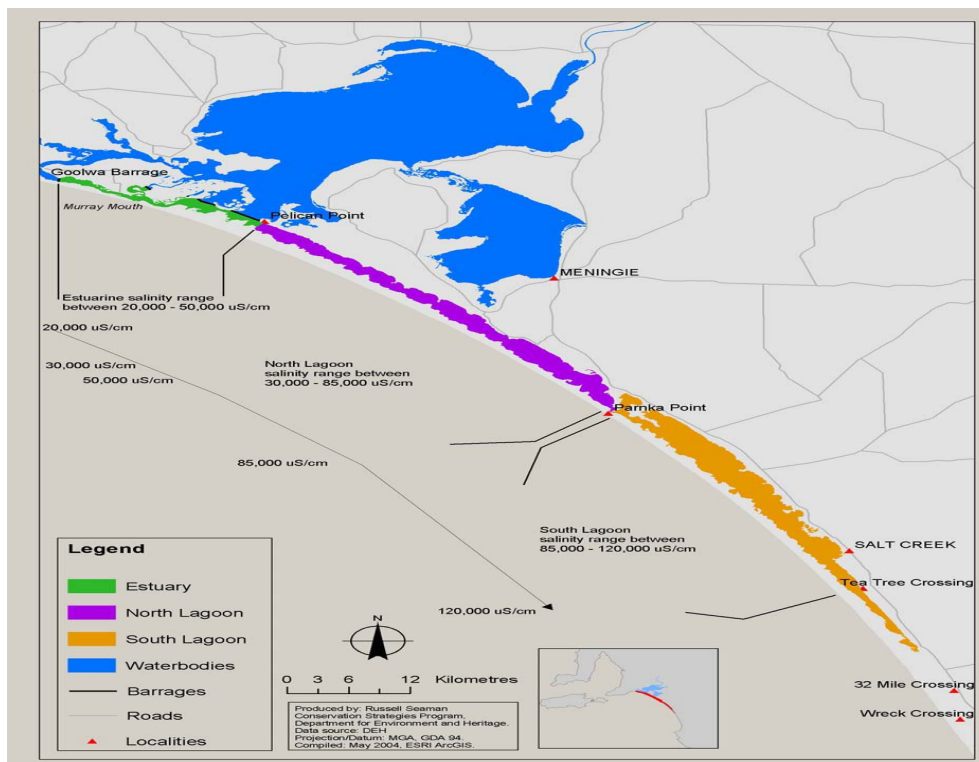 Goolwa Barrage
Murray Mouth
Pelican Point
MENINGIE
Estuarine salinity range
between 20,000 - 50,000 uS/cm
20,000 uS/cm
30,000 uS/cm
50,000 uS/cm
North Lagoon
salinity range between
30,000 - 85,000 uS/cm
Parnka Point
85,000 uS/cm
South Lagoon
salinity range between
85,000 - 120,000 uS/cm
SALT CREEK
Tea Tree Crossing
120,000 uS/cm
32 Mile Crossing
Wreck Crossing
Legend
Estuary
North Lagoon
South Lagoon
Waterbodies
Barrages
Roads
Localities
N
0 3 6 12 Kilometres
Produced by: Russell Seaman
Conservation Strategies Program,
Department for Environment and Heritage.
Data source: DEH
Projection/Datum: MGA, GDA 94.
Compiled: May 2004, ESRI ArcGIS.